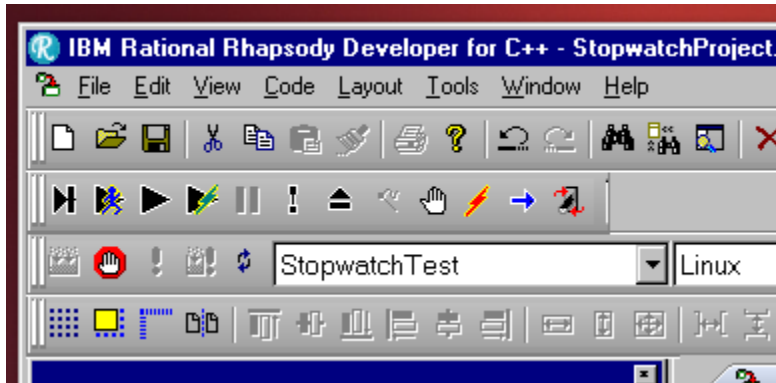 IBM Rational Rhapsody Developer for C++ - StopwatchProject.
File Edit View Code Layout Tools Window Help
StopwatchTest Linux